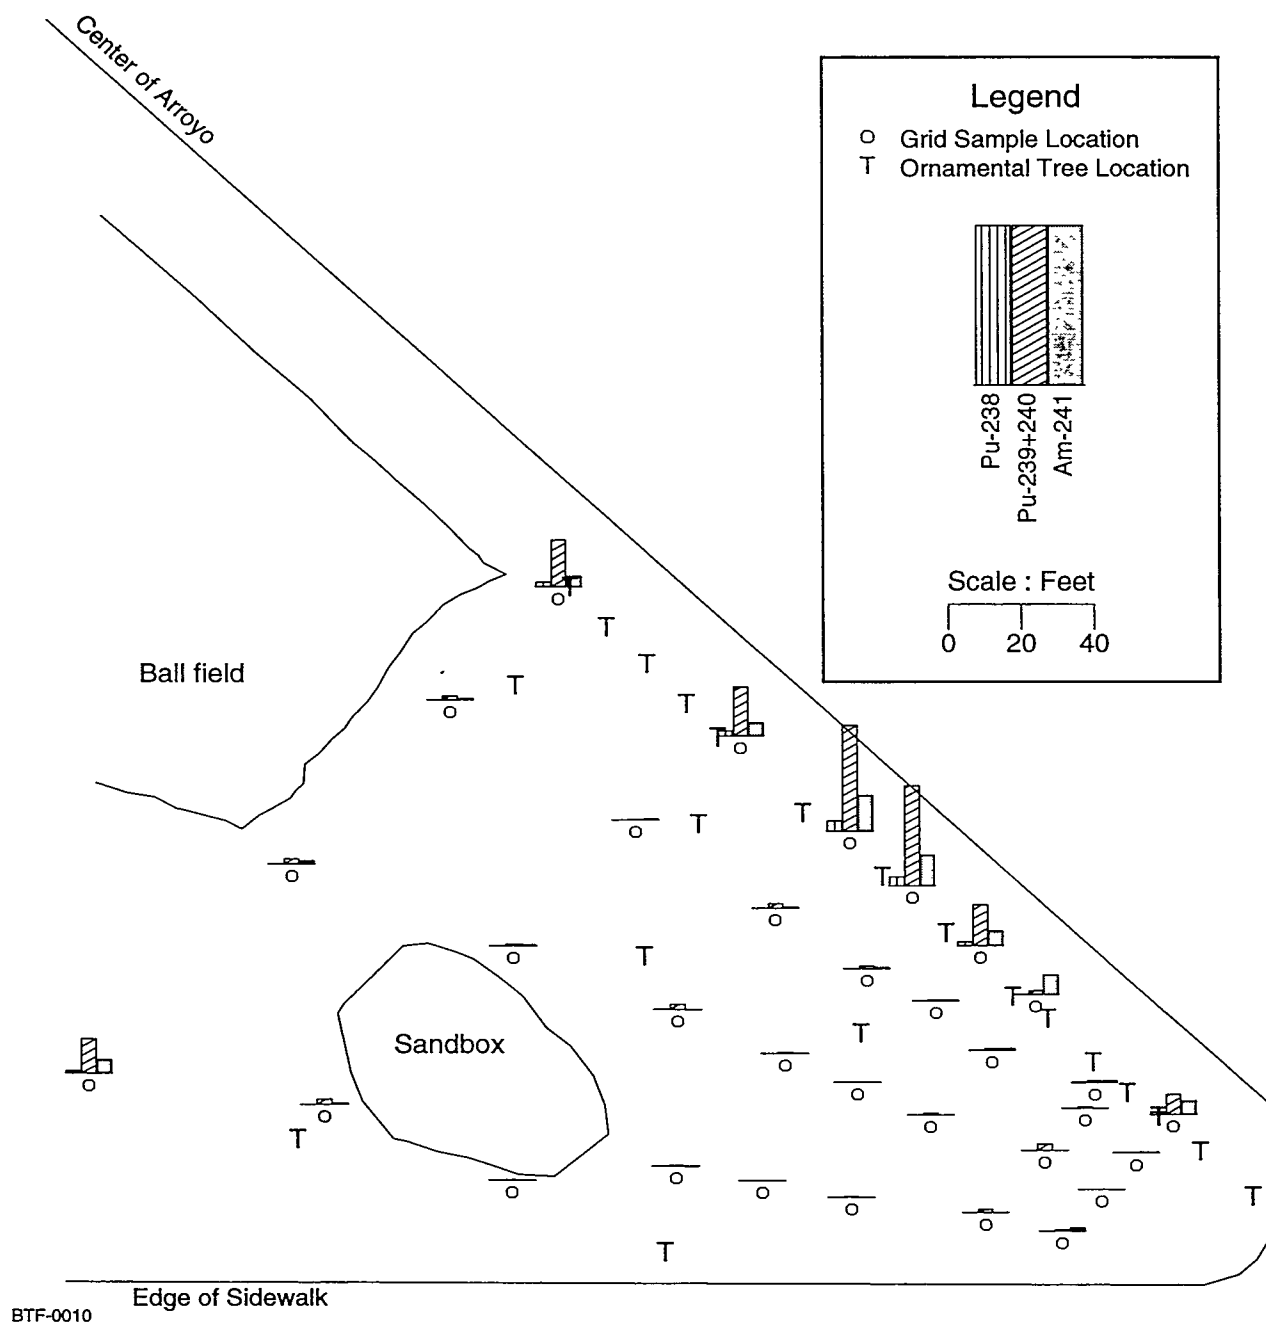 Center of Arroyo
Legend
O Grid Sample Location
T Ornamental Tree Location
Pu-238
Pu-239+240
Am-241
Scale : Feet
0 20 40
Ball field
Sandbox
Edge of Sidewalk
BTF-0010